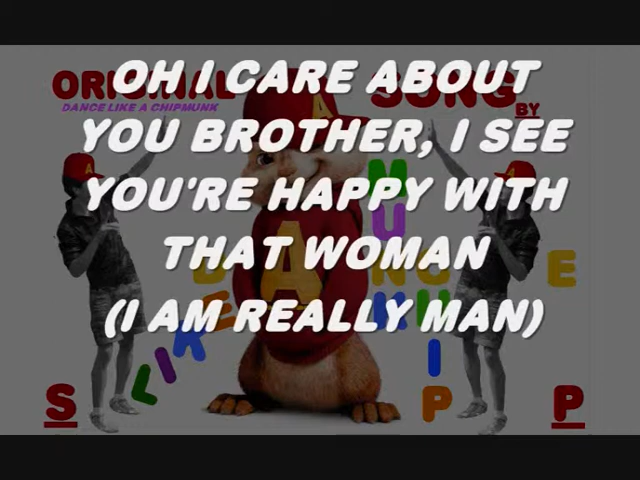 ORIGINAL SONG BY
DANCE LIKE A CHIPMUNK
OH I CARE ABOUT
YOU BROTHER, I SEE
YOU'RE HAPPY WITH
THAT WOMAN
(I AM REALLY MAN)
LIKE
S
P